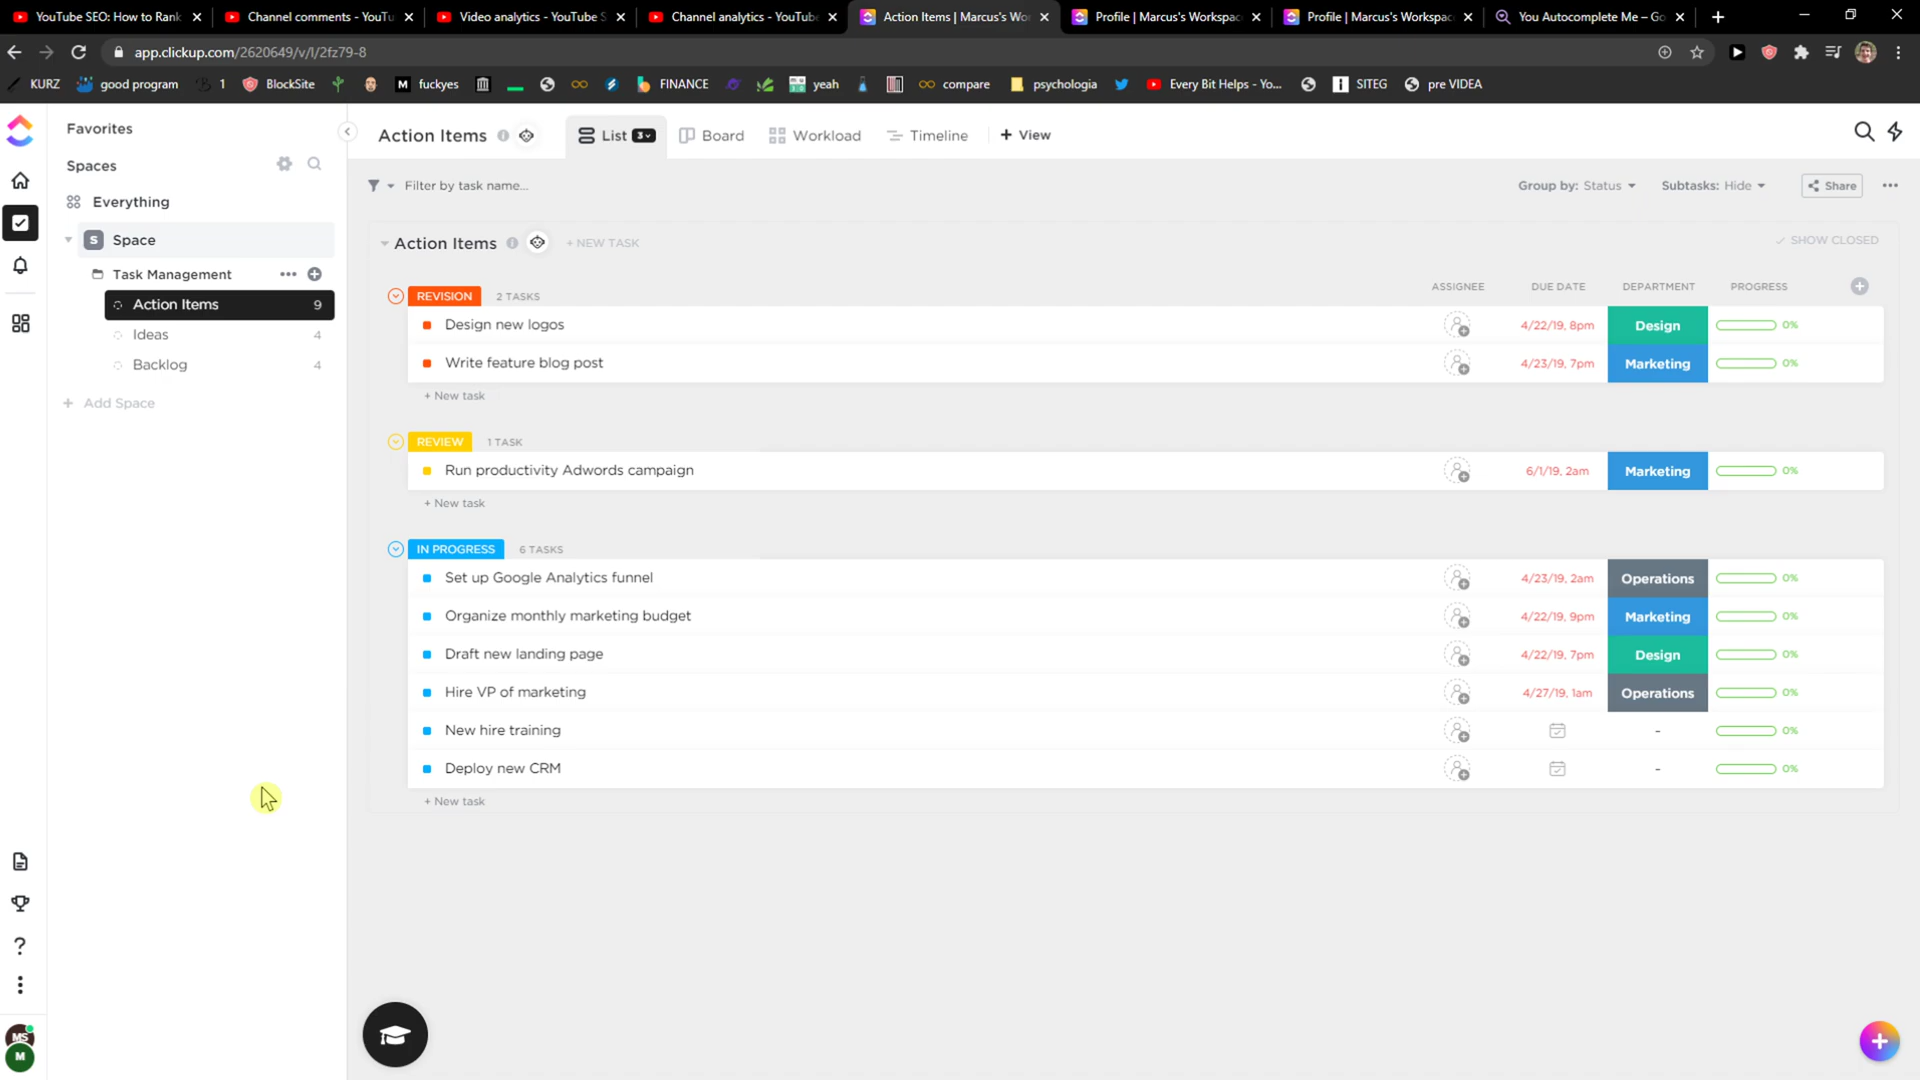 YouTube SEO: How to Rank
Channel comments - YouTu
Video analytics - YouTube S
Channel analytics - YouTube
Action Items | Marcus's Wo
Profile | Marcus's Workspac
Profile | Marcus's Workspac
You Autocomplete Me – Go
app.clickup.com/2620649/v/l/2fz79-8
KURZ
good program
1
BlockSite
M
fuckyes
FINANCE
yeah
compare
psychologia
Every Bit Helps - Yo...
SITEG
pre VIDEA
Favorites
Spaces
Everything
S
Space
Task Management
Action Items
9
Ideas
4
Backlog
4
+ Add Space
MS
M
Action Items
List
3
Board
Workload
Timeline
+ View
Filter by task name...
Group by: Status
Subtasks: Hide
Share
Action Items
+ NEW TASK
SHOW CLOSED
REVISION
2 TASKS
ASSIGNEE
DUE DATE
DEPARTMENT
PROGRESS
Design new logos
4/22/19, 8pm
Design
0%
Write feature blog post
4/23/19, 7pm
Marketing
0%
+ New task
REVIEW
1 TASK
Run productivity Adwords campaign
6/1/19, 2am
Marketing
0%
+ New task
IN PROGRESS
6 TASKS
Set up Google Analytics funnel
4/23/19, 2am
Operations
0%
Organize monthly marketing budget
4/22/19, 9pm
Marketing
0%
Draft new landing page
4/22/19, 7pm
Design
0%
Hire VP of marketing
4/27/19, 1am
Operations
0%
New hire training
-
0%
Deploy new CRM
-
0%
+ New task